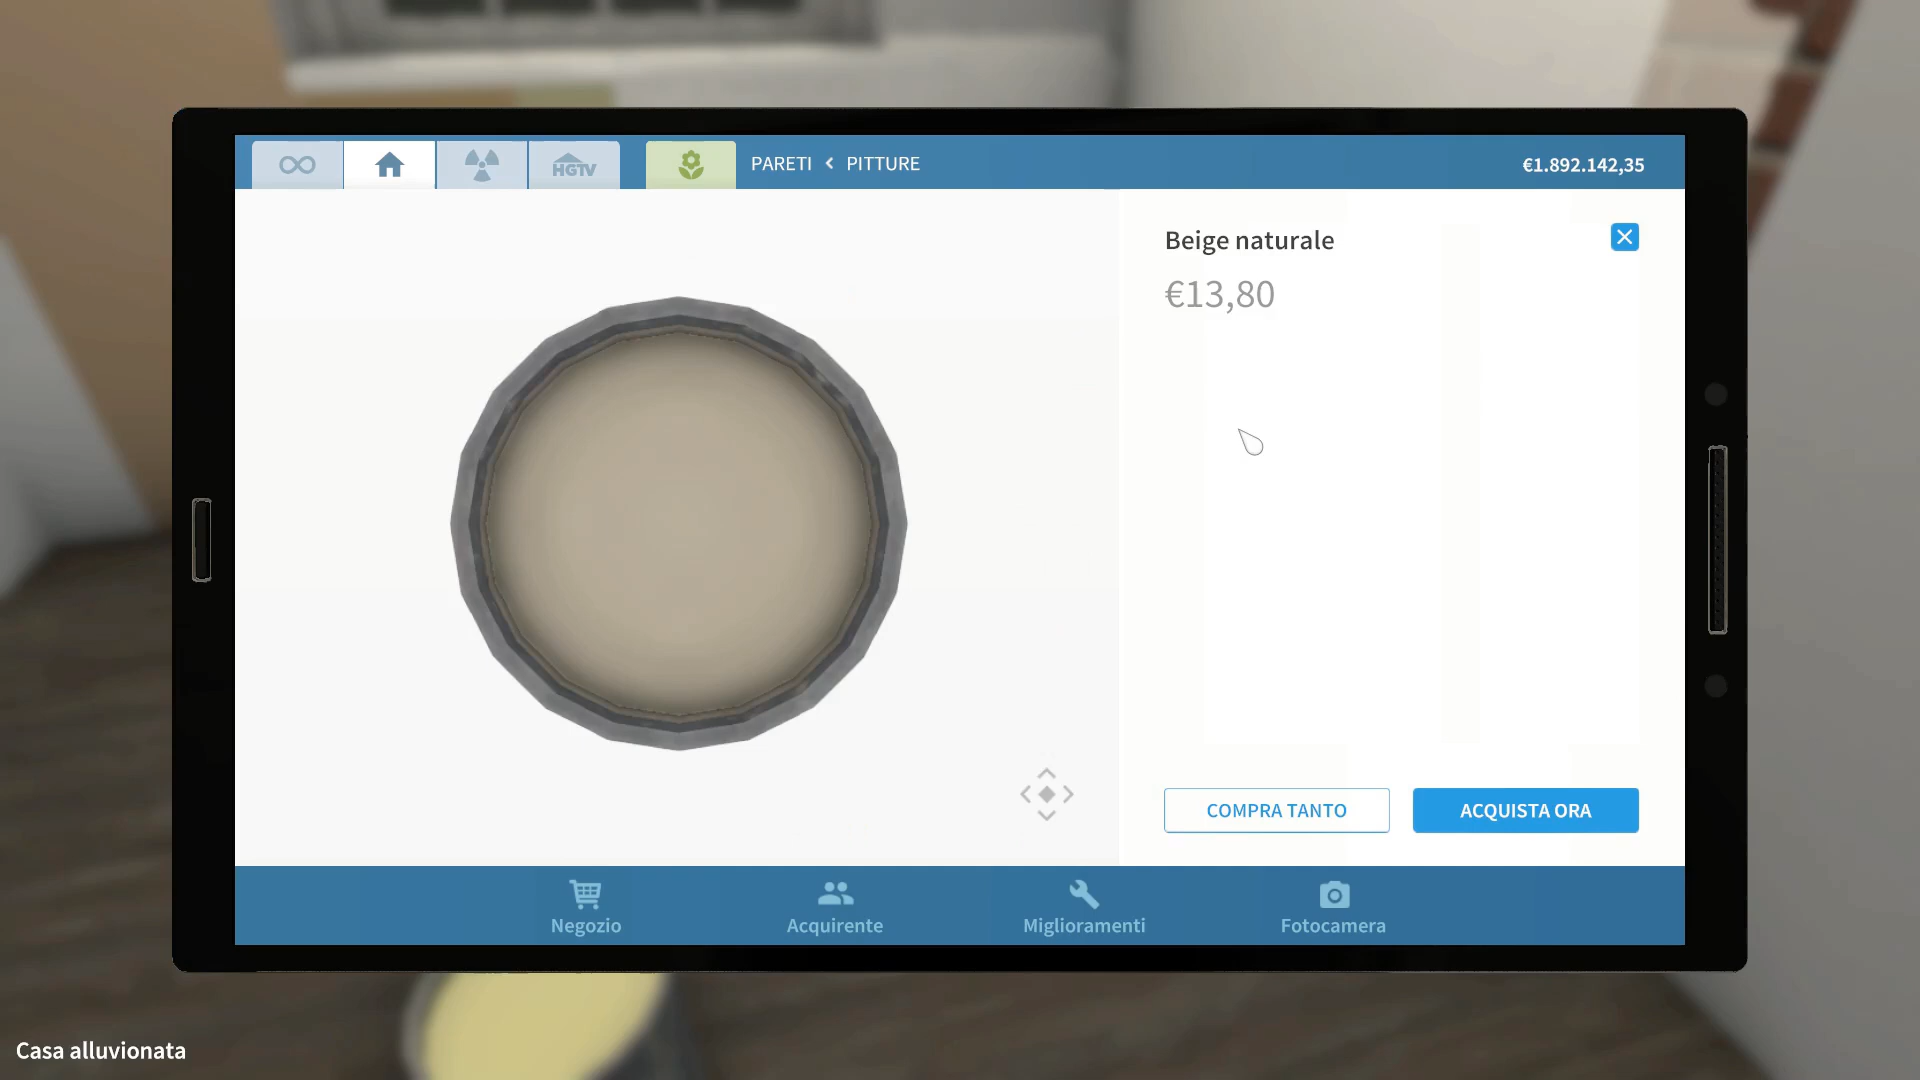 HGTV
PARETI < PITTURE
€1.892.142,35
Beige naturale
€13,80
COMPRA TANTO
ACQUISTA ORA
Negozio
Acquirente
Miglioramenti
Fotocamera
Casa alluvionata